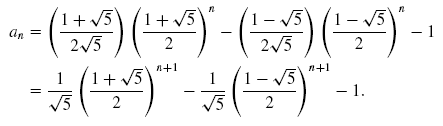 a_n = \left( \frac{1+\sqrt{5}}{2\sqrt{5}} \right) \left( \frac{1+\sqrt{5}}{2} \right)^n - \left( \frac{1-\sqrt{5}}{2\sqrt{5}} \right) \left( \frac{1-\sqrt{5}}{2} \right)^n - 1
= \frac{1}{\sqrt{5}} \left( \frac{1+\sqrt{5}}{2} \right)^{n+1} - \frac{1}{\sqrt{5}} \left( \frac{1-\sqrt{5}}{2} \right)^{n+1} - 1.